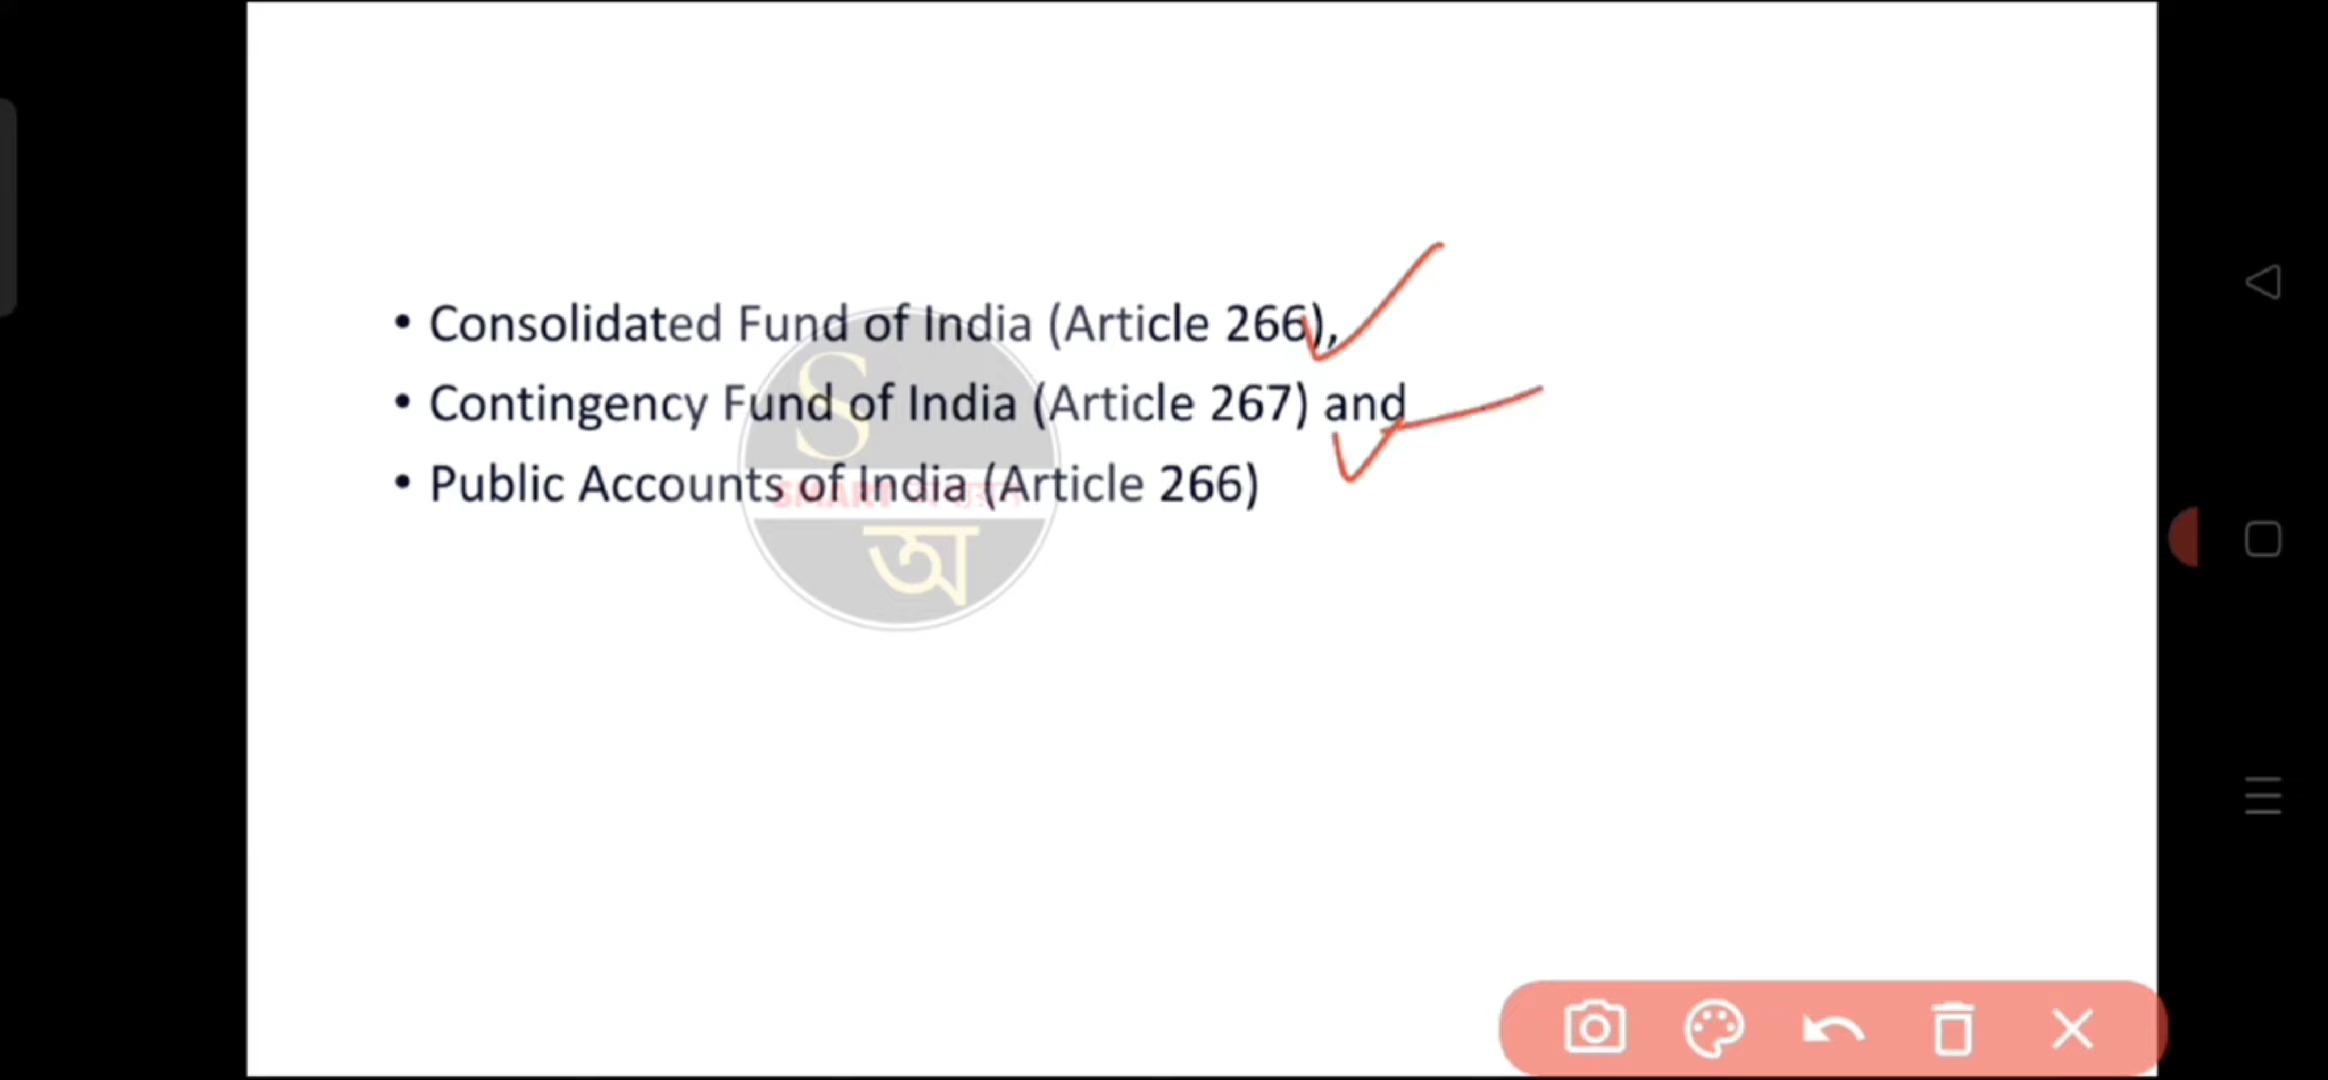 • Consolidated Fund of India (Article 266),
• Contingency Fund of India (Article 267) and
• Public Accounts of India (Article 266)
S
SMART
অ